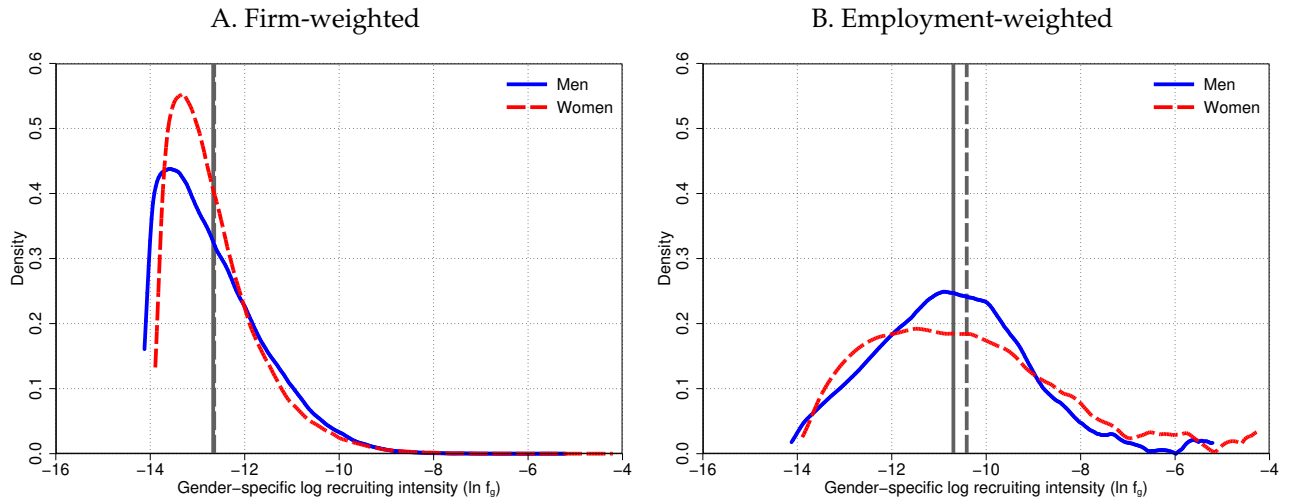 A. Firm-weighted
0.6
0.5
0.4
0.3
0.2
0.1
0.0
Density
Men
Women
−16 −14 −12 −10 −8 −6 −4
Gender−specific log recruiting intensity (ln f_g)
B. Employment-weighted
0.6
0.5
0.4
0.3
0.2
0.1
0.0
Density
Men
Women
−16 −14 −12 −10 −8 −6 −4
Gender−specific log recruiting intensity (ln f_g)